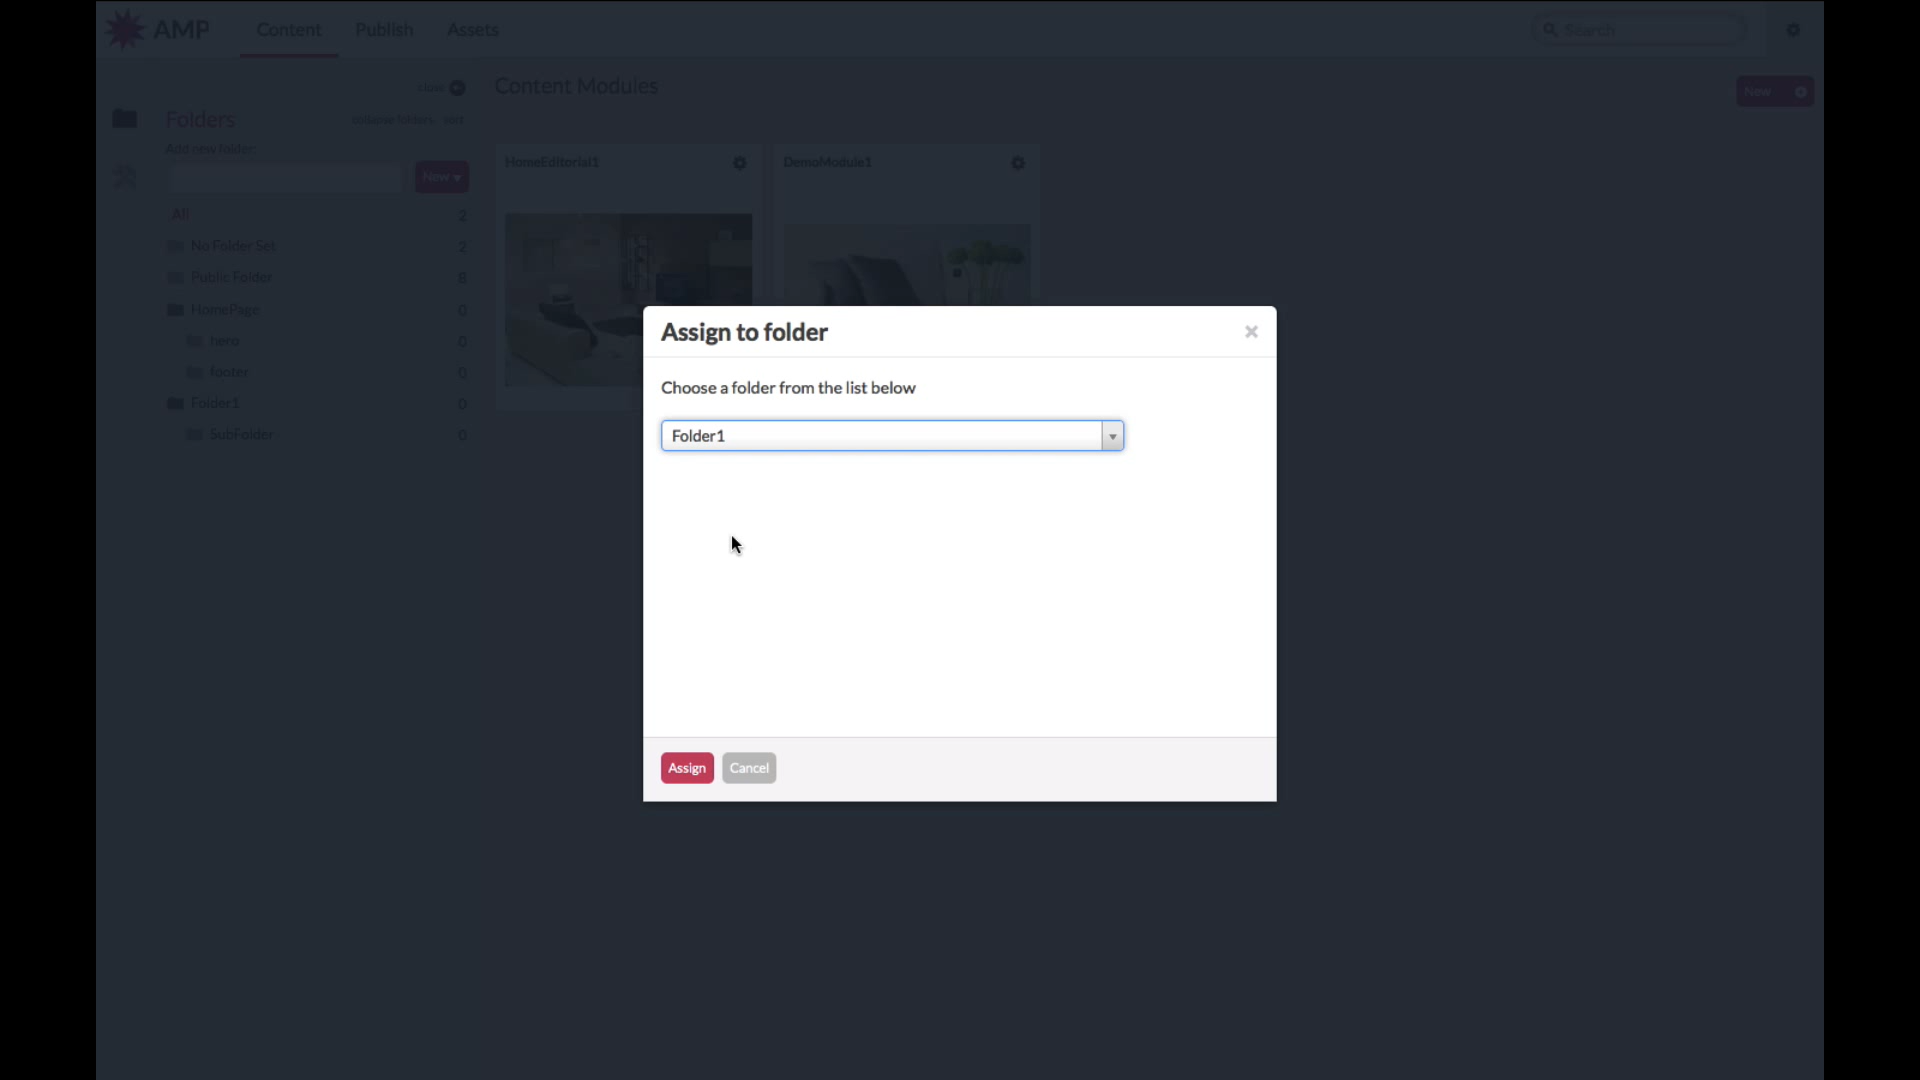 AMP
Content
Publish
Assets
Search
close
Content Modules
New
Folders
collapse folders
sort
Add new folder:
New
HomeEditorial1
DemoModule1
All 2
No Folder Set 2
Public Folder 8
HomePage 0
hero 0
footer 0
Folder1 0
SubFolder 0
Assign to folder
×
Choose a folder from the list below
Folder1
Assign
Cancel